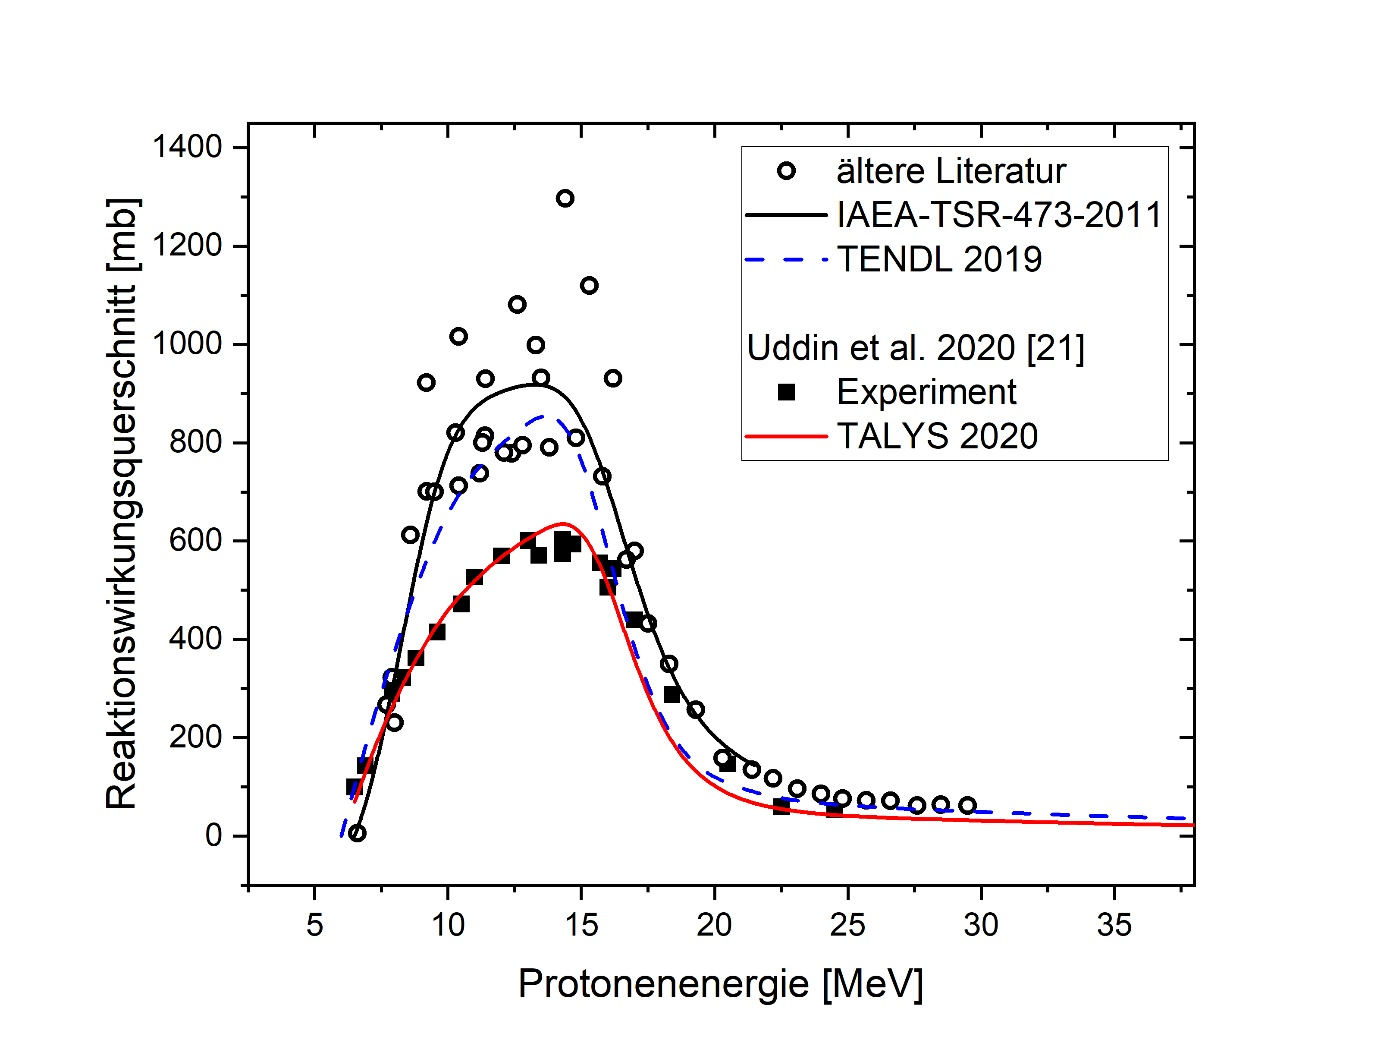 1400
1200
1000
800
600
400
200
0
Reaktionswirkungsquerschnitt [mb]
ältere Literatur
IAEA-TSR-473-2011
TENDL 2019
Uddin et al. 2020 [21]
Experiment
TALYS 2020
5 10 15 20 25 30 35
Protonenenergie [MeV]